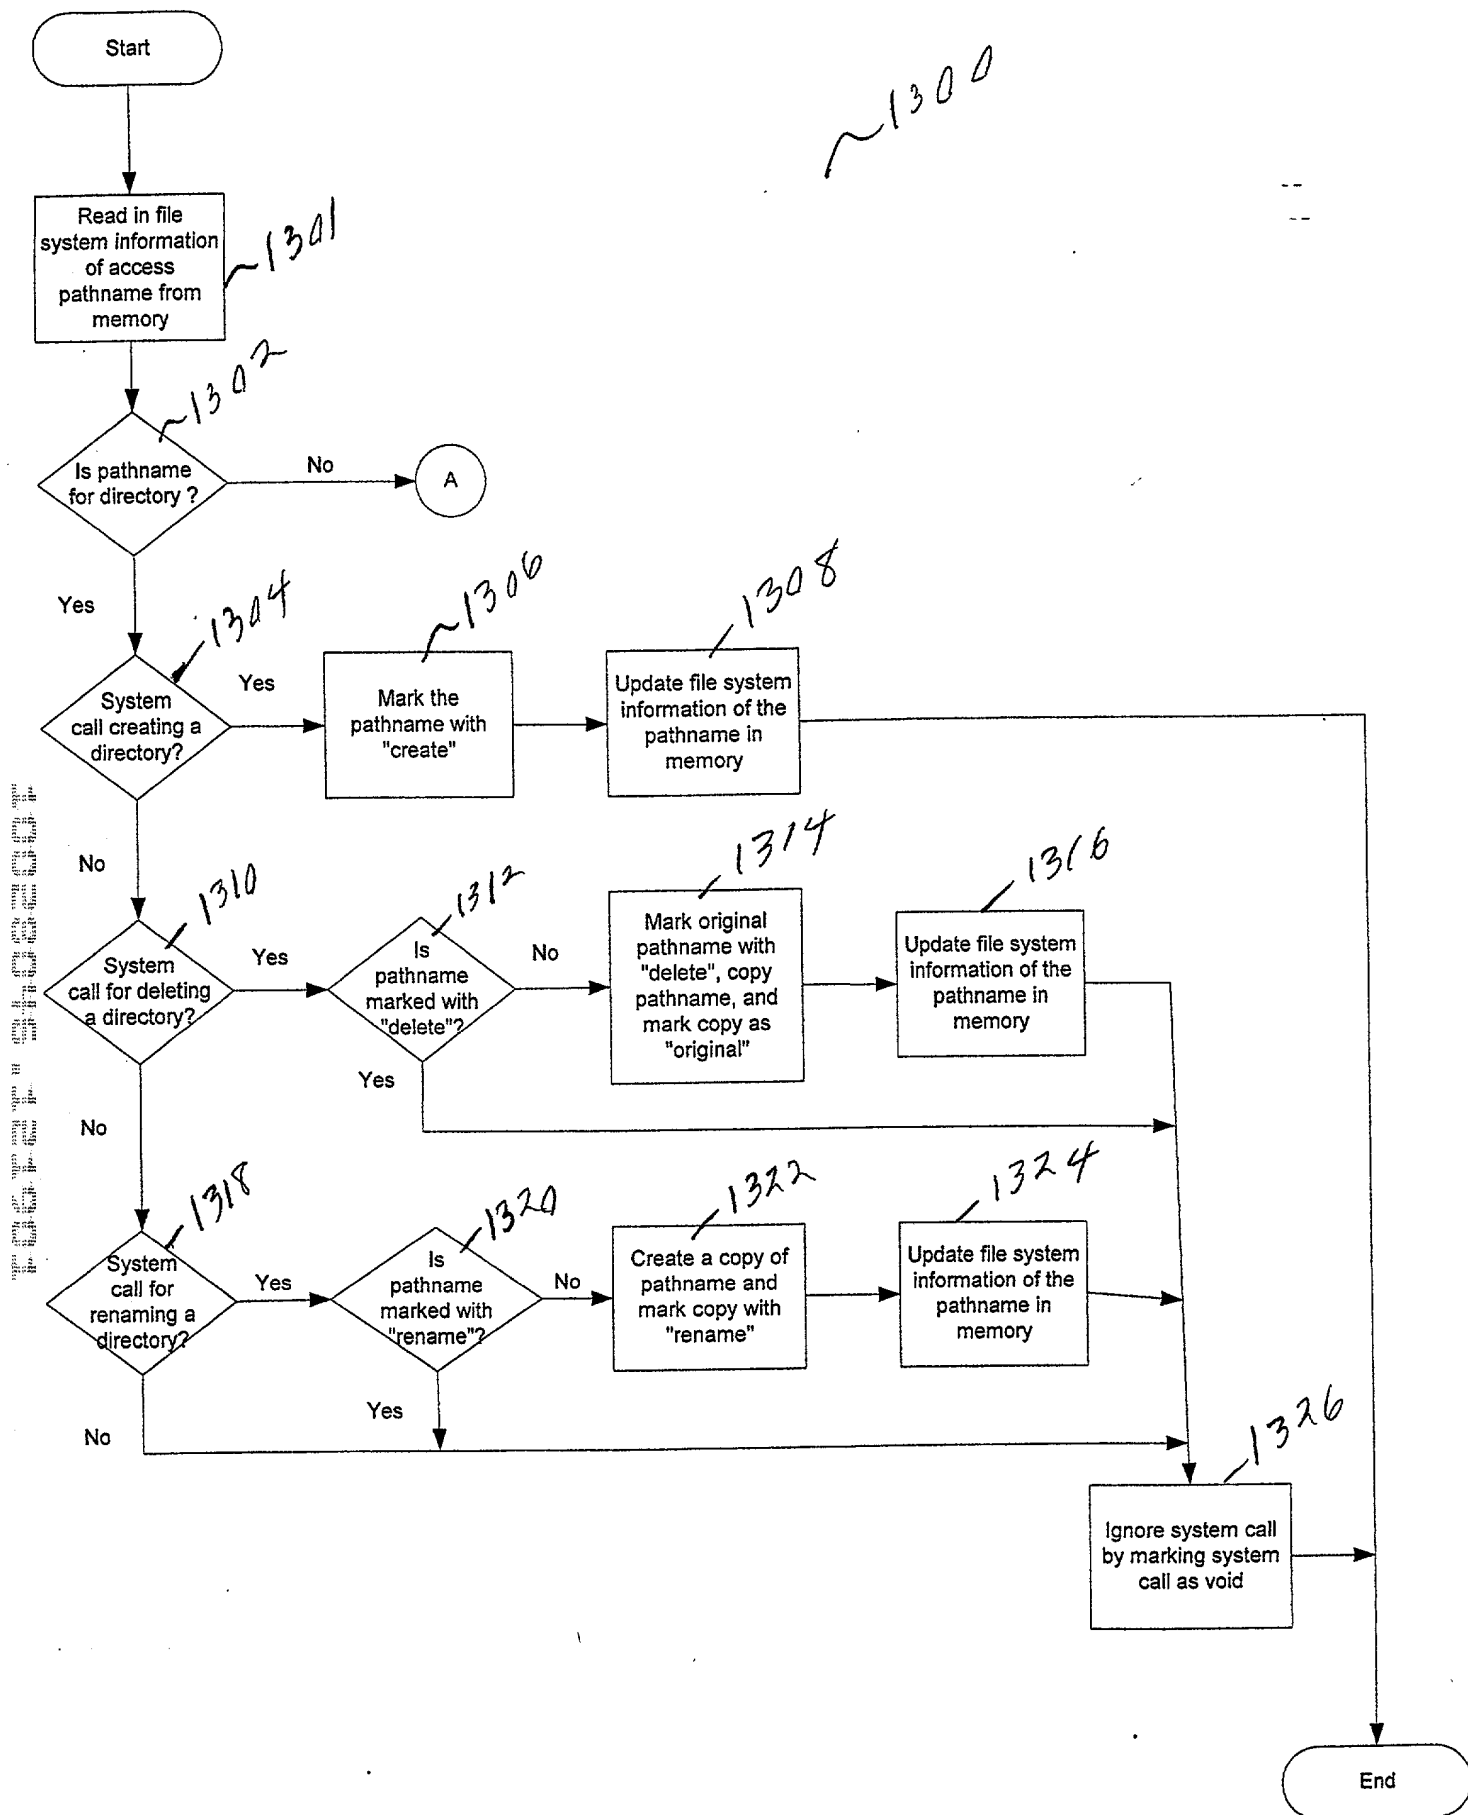 Start
1300
Read in file
system information
of access
pathname from
memory
1301
1302
Is pathname
for directory ?
No
A
Yes
1304
System
call creating a
directory?
Yes
1306
Mark the
pathname with
"create"
1308
Update file system
information of the
pathname in
memory
No
1310
System
call for deleting
a directory?
Yes
1312
Is
pathname
marked with
"delete"?
No
1314
Mark original
pathname with
"delete", copy
pathname, and
mark copy as
"original"
1316
Update file system
information of the
pathname in
memory
Yes
No
1318
System
call for
renaming a
directory?
Yes
1320
Is
pathname
marked with
"rename"?
No
1322
Create a copy of
pathname and
mark copy with
"rename"
1324
Update file system
information of the
pathname in
memory
Yes
No
1326
Ignore system call
by marking system
call as void
End